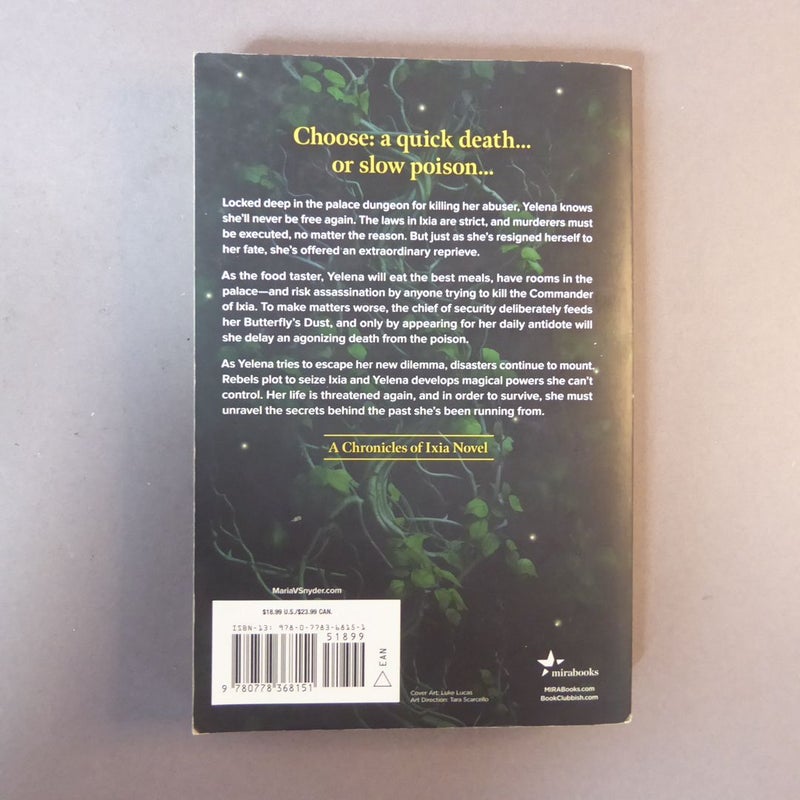 Choose: a quick death...
or slow poison...
Locked deep in the palace dungeon for killing her abuser, Yelena knows
she'll never be free again. The laws in Ixia are strict, and murderers must
be executed, no matter the reason. But just as she's resigned herself to
her fate, she's offered an extraordinary reprieve.
As the food taster, Yelena will eat the best meals, have rooms in the
palace—and risk assassination by anyone trying to kill the Commander
of Ixia. To make matters worse, the chief of security deliberately feeds
her Butterfly's Dust, and only by appearing for her daily antidote will
she delay an agonizing death from the poison.
As Yelena tries to escape her new dilemma, disasters continue to mount.
Rebels plot to seize Ixia and Yelena develops magical powers she can't
control. Her life is threatened again, and in order to survive, she must
unravel the secrets behind the past she's been running from.
A Chronicles of Ixia Novel
MariaVSnyder.com
$18.99 U.S./$23.99 CAN.
ISBN-13: 978-0-7783-6815-1
51899
EAN
9 780778 368151
Cover Art: Luke Lucas
Art Direction: Tara Scarcello
mirabooks
MIRABooks.com
BookClubbish.com